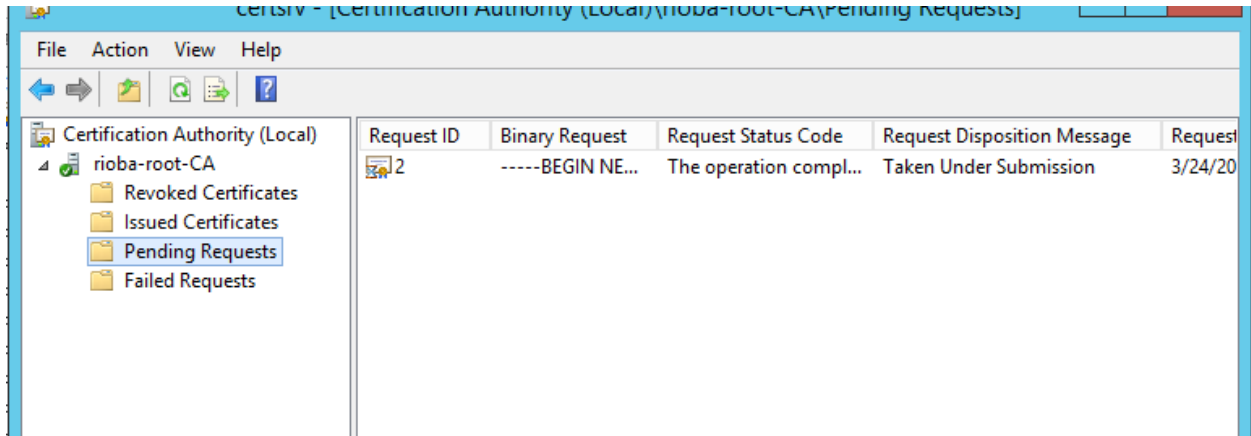 certsrv - [Certification Authority (Local)\rioba-root-CA\Pending Requests]
File Action View Help
Certification Authority (Local)
rioba-root-CA
Revoked Certificates
Issued Certificates
Pending Requests
Failed Requests
Request ID Binary Request Request Status Code Request Disposition Message Request
2 -----BEGIN NE... The operation compl... Taken Under Submission 3/24/20